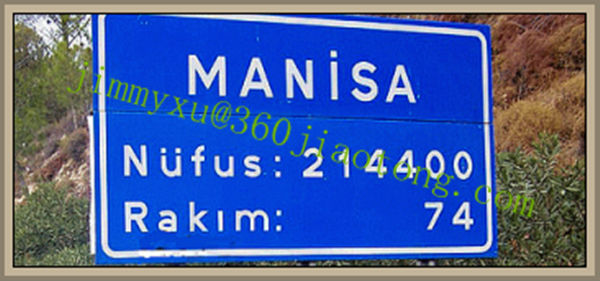 MANİSA
jimmyxu@360jiaotong.com
Nüfus: 214400
Rakım: 74